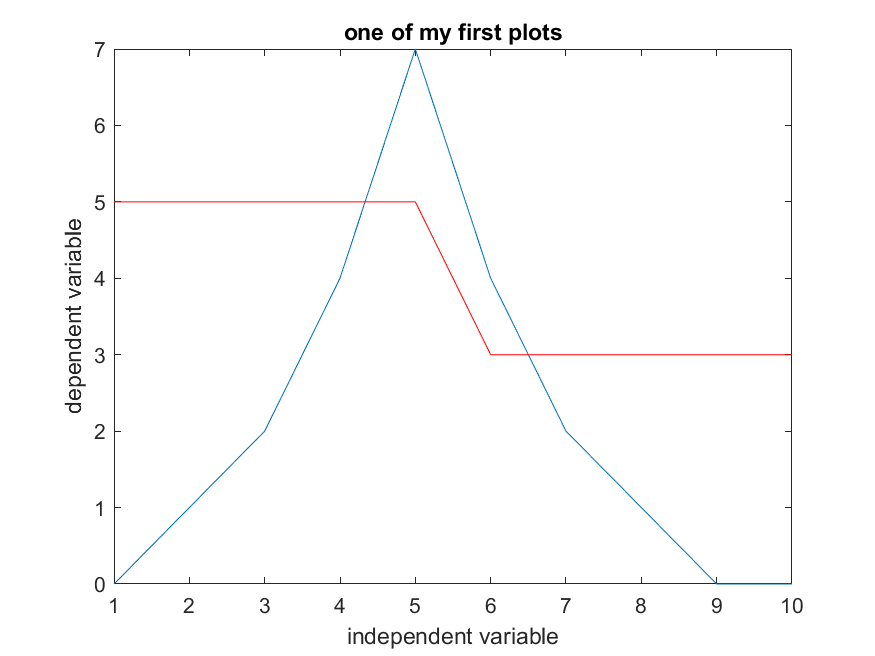 one of my first plots
7
6
5
4
3
2
1
0
dependent variable
1 2 3 4 5 6 7 8 9 10
independent variable